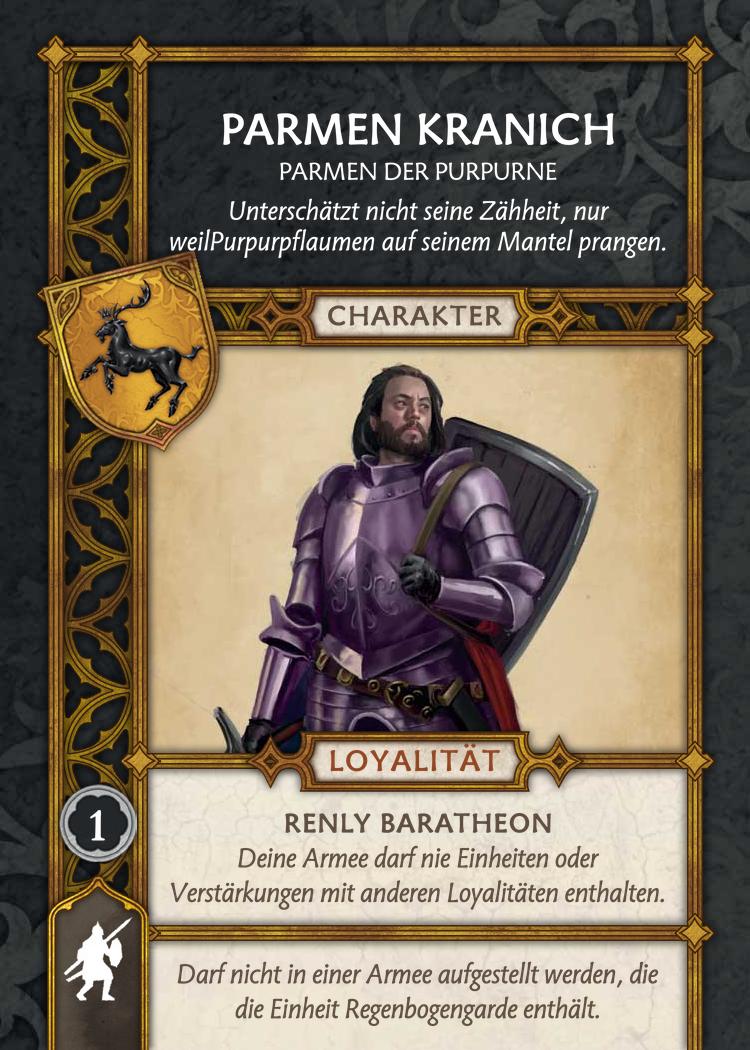 PARMEN KRANICH
PARMEN DER PURPURNE
Unterschätzt nicht seine Zähheit, nur
weilPurpurpflaumen auf seinem Mantel prangen.
CHARAKTER
LOYALITÄT
1
RENLY BARATHEON
Deine Armee darf nie Einheiten oder
Verstärkungen mit anderen Loyalitäten enthalten.
Darf nicht in einer Armee aufgestellt werden, die
die Einheit Regenbogengarde enthält.